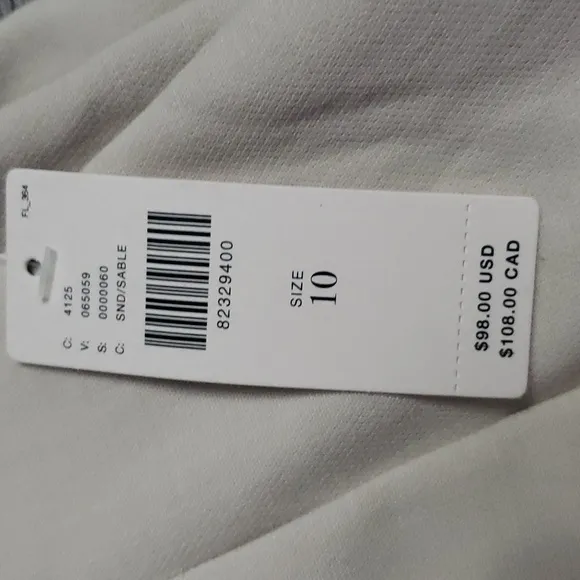 FL_364
C: 4125
V: 065059
S: 0000060
C: SND/SABLE
82329400
SIZE
10
$98.00 USD
$108.00 CAD